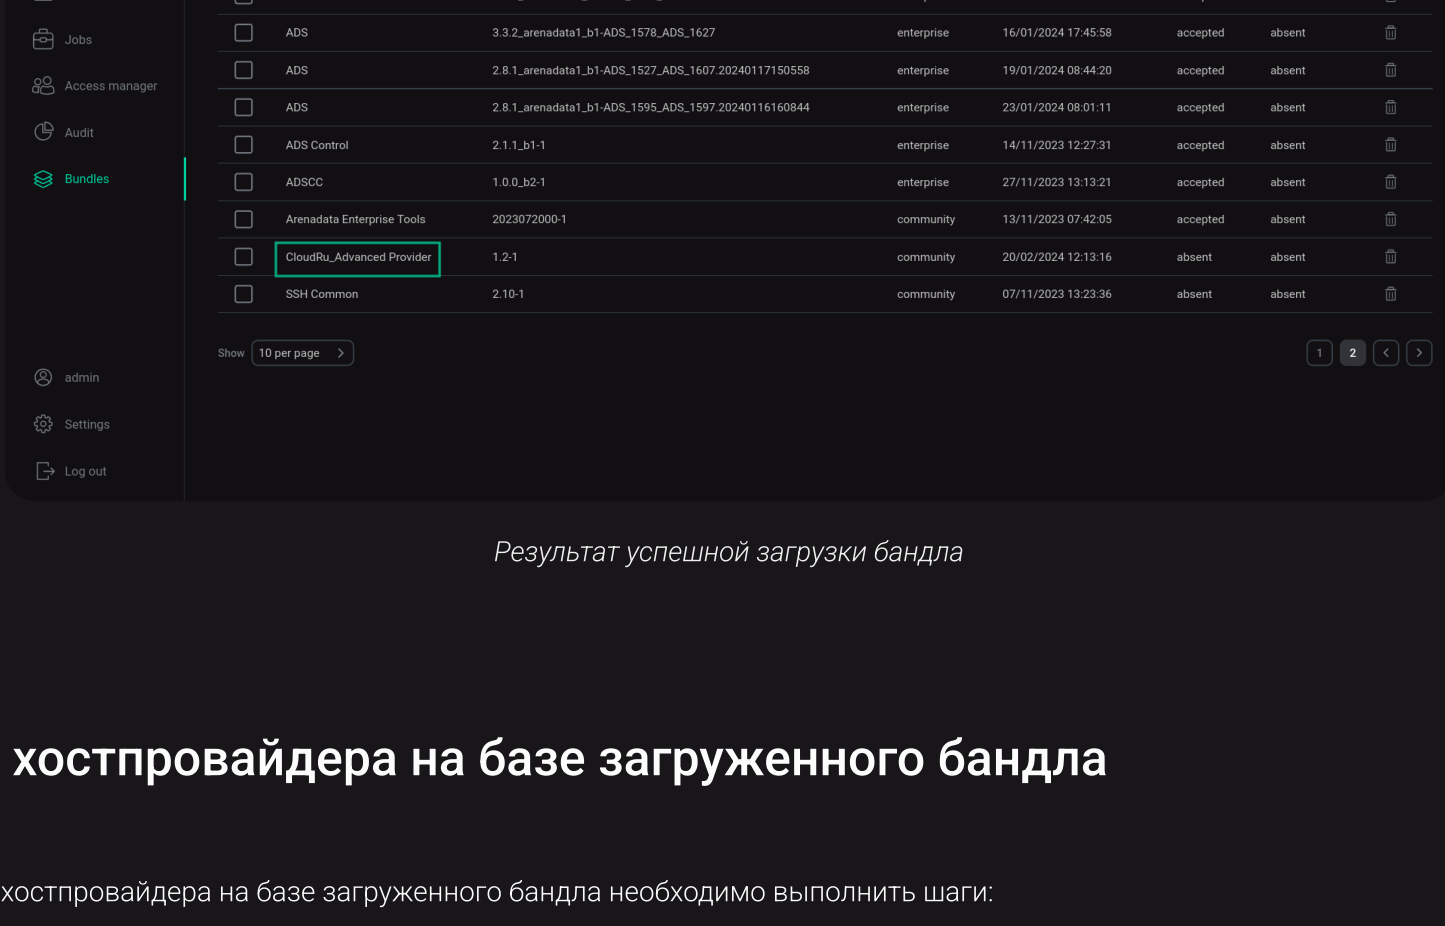 Jobs
ADS 3.3.2_arenadata1_b1-ADS_1578_ADS_1627 enterprise 16/01/2024 17:45:58 accepted absent
Access manager
ADS 2.8.1_arenadata1_b1-ADS_1527_ADS_1607.20240117150558 enterprise 19/01/2024 08:44:20 accepted absent
ADS 2.8.1_arenadata1_b1-ADS_1595_ADS_1597.20240116160844 enterprise 23/01/2024 08:01:11 accepted absent
Audit
ADS Control 2.1.1_b1-1 enterprise 14/11/2023 12:27:31 accepted absent
Bundles
ADSCC 1.0.0_b2-1 enterprise 27/11/2023 13:13:21 accepted absent
Arenadata Enterprise Tools 2023072000-1 community 13/11/2023 07:42:05 accepted absent
CloudRu_Advanced Provider 1.2-1 community 20/02/2024 12:13:16 absent absent
SSH Common 2.10-1 community 07/11/2023 13:23:36 absent absent
Show 10 per page 1 2
admin
Settings
Log out
Результат успешной загрузки бандла
хостпровайдера на базе загруженного бандла
хостпровайдера на базе загруженного бандла необходимо выполнить шаги: